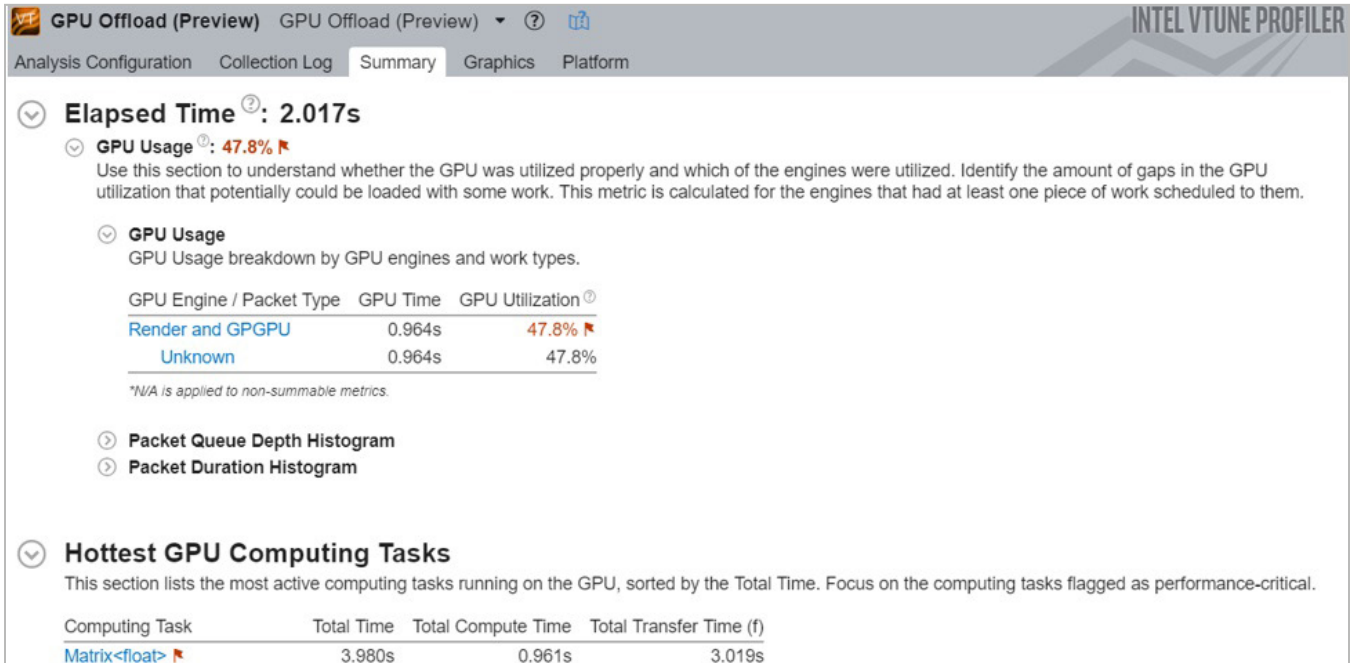 GPU Offload (Preview) GPU Offload (Preview)
INTEL VTUNE PROFILER
Analysis Configuration Collection Log Summary Graphics Platform
Elapsed Time ?: 2.017s
GPU Usage ?: 47.8%
Use this section to understand whether the GPU was utilized properly and which of the engines were utilized. Identify the amount of gaps in the GPU
utilization that potentially could be loaded with some work. This metric is calculated for the engines that had at least one piece of work scheduled to them.
GPU Usage
GPU Usage breakdown by GPU engines and work types.
GPU Engine / Packet Type GPU Time GPU Utilization ?
Render and GPGPU 0.964s 47.8%
Unknown 0.964s 47.8%
*N/A is applied to non-summable metrics.
Packet Queue Depth Histogram
Packet Duration Histogram
Hottest GPU Computing Tasks
This section lists the most active computing tasks running on the GPU, sorted by the Total Time. Focus on the computing tasks flagged as performance-critical.
Computing Task Total Time Total Compute Time Total Transfer Time (f)
Matrix<float> 3.980s 0.961s 3.019s